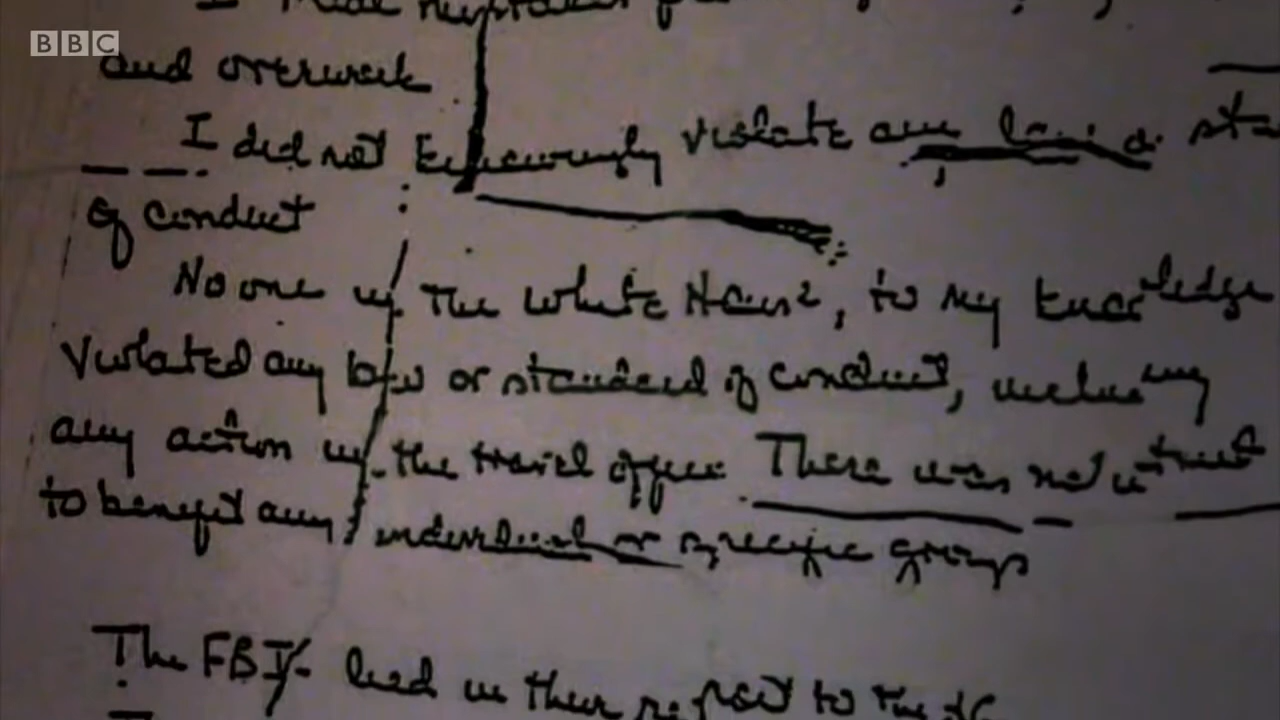 BBC
and overwork
I did not knowingly violate any law or sta
of conduct
No one in the White House, to my knowledge
violated any law or standard of conduct, including
any action in the travel office. There was no intent
to benefit any individual or specific group
The FBI lied in their report to the AG